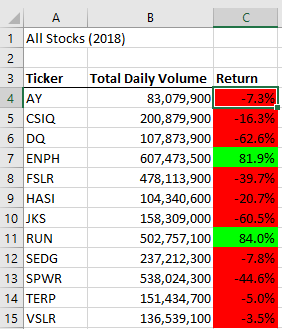 A B C
1 All Stocks (2018)
2
3 Ticker Total Daily Volume Return
4 AY 83,079,900 -7.3%
5 CSIQ 200,879,900 -16.3%
6 DQ 107,873,900 -62.6%
7 ENPH 607,473,500 81.9%
8 FSLR 478,113,900 -39.7%
9 HASI 104,340,600 -20.7%
10 JKS 158,309,000 -60.5%
11 RUN 502,757,100 84.0%
12 SEDG 237,212,300 -7.8%
13 SPWR 538,024,300 -44.6%
14 TERP 151,434,700 -5.0%
15 VSLR 136,539,100 -3.5%